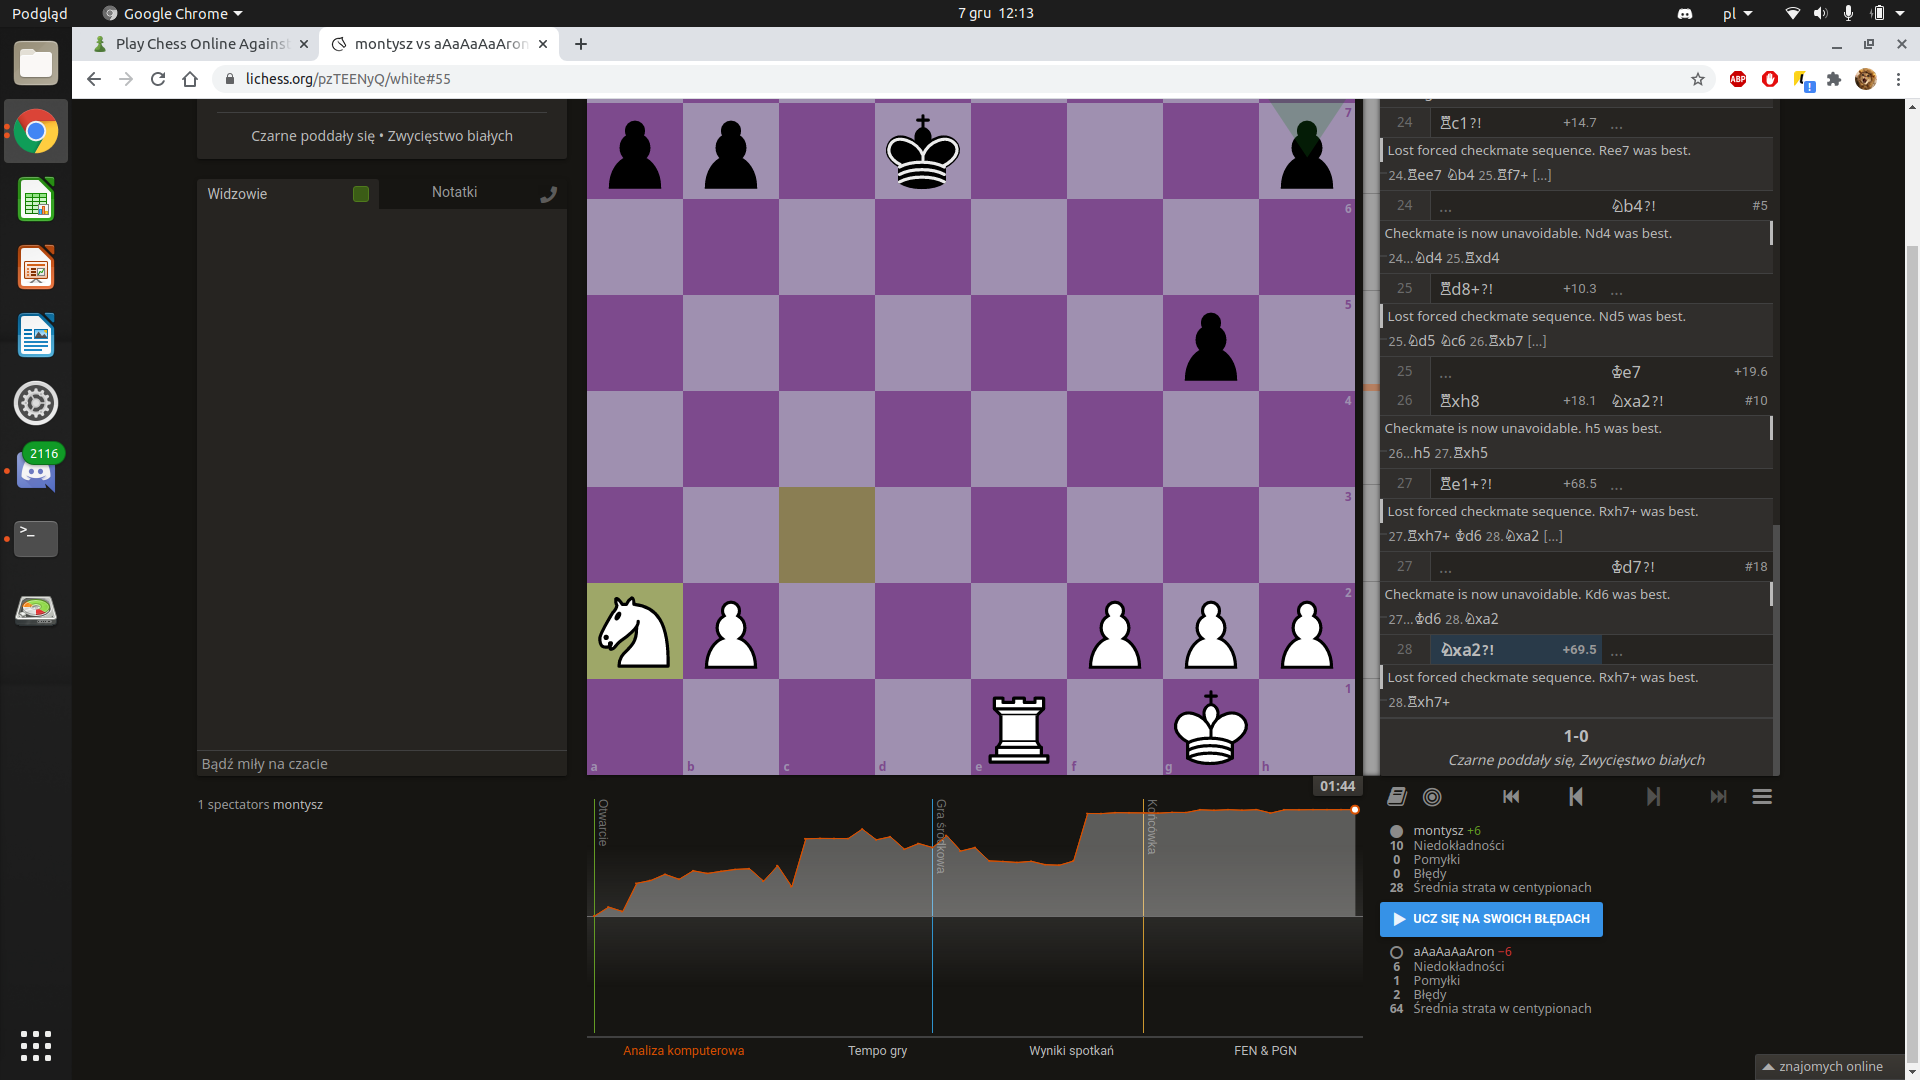 Podgląd
Google Chrome
7 gru 12:13
pl
Play Chess Online Agains
montysz vs aAaAaAaAron
lichess.org/pzTEENyQ/white#55
ABP
Czarne poddały się • Zwycięstwo białych
Widzowie
Notatki
Bądź miły na czacie
1 spectators montysz
2116
7
6
5
4
3
2
1
a b c d e f g h
24 ♖c1?! +14.7 ...
Lost forced checkmate sequence. Ree7 was best.
24.♖ee7 ♘b4 25.♖f7+ [...]
24 ... ♘b4?! #5
Checkmate is now unavoidable. Nd4 was best.
24...♘d4 25.♖xd4
25 ♖d8+?! +10.3 ...
Lost forced checkmate sequence. Nd5 was best.
25.♘d5 ♘c6 26.♖xb7 [...]
25 ... ♔e7 +19.6
26 ♖xh8 +18.1 ♘xa2?! #10
Checkmate is now unavoidable. h5 was best.
26...h5 27.♖xh5
27 ♖e1+?! +68.5 ...
Lost forced checkmate sequence. Rxh7+ was best.
27.♖xh7+ ♔d6 28.♘xa2 [...]
27 ... ♔d7?! #18
Checkmate is now unavoidable. Kd6 was best.
27...♔d6 28.♘xa2
28 ♘xa2?! +69.5 ...
Lost forced checkmate sequence. Rxh7+ was best.
28.♖xh7+
1-0
Czarne poddały się, Zwycięstwo białych
01:44
Otwarcie
Gra środkowa
Końcówka
Analiza komputerowa
Tempo gry
Wyniki spotkań
FEN & PGN
montysz +6
10 Niedokładności
0 Pomyłki
0 Błędy
28 Średnia strata w centypionach
UCZ SIĘ NA SWOICH BŁĘDACH
aAaAaAaAron −6
6 Niedokładności
1 Pomyłki
2 Błędy
64 Średnia strata w centypionach
znajomych online